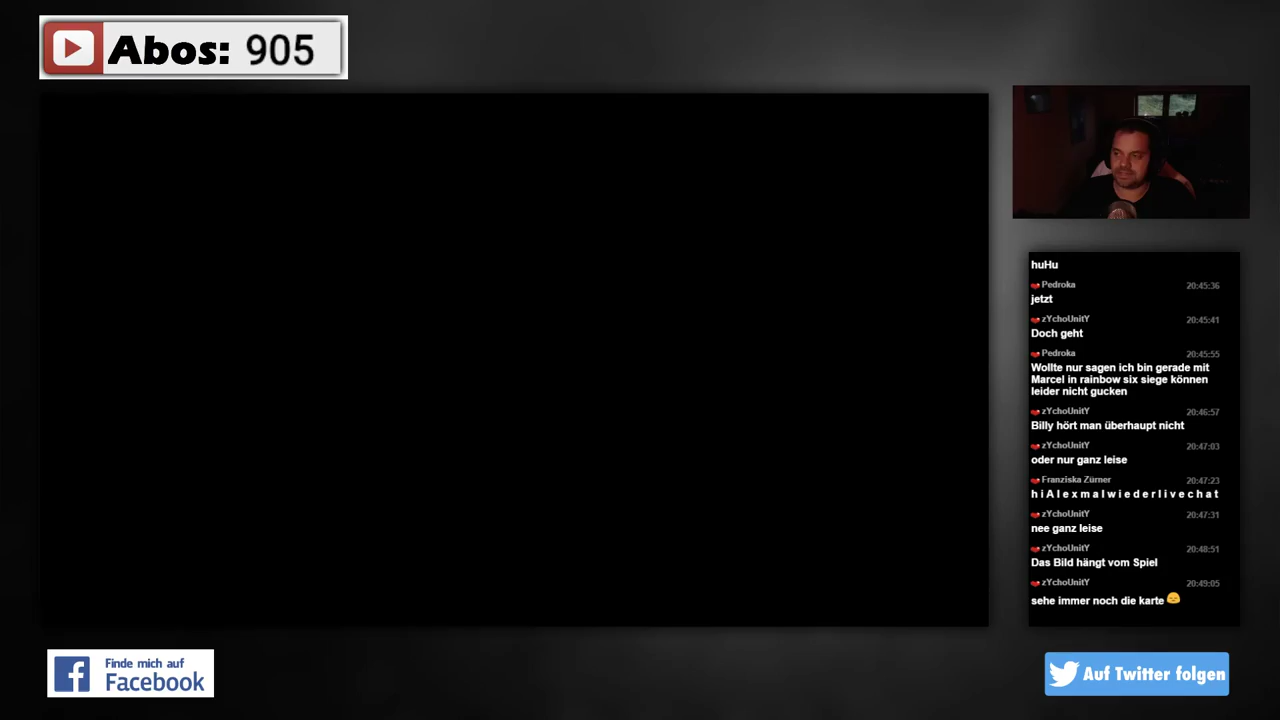 Abos: 905
huHu
Pedroka 20:45:36
jetzt
zYchoUnitY 20:45:41
Doch geht
Pedroka 20:45:55
Wollte nur sagen ich bin gerade mit
Marcel in rainbow six siege können
leider nicht gucken
zYchoUnitY 20:46:57
Billy hört man überhaupt nicht
zYchoUnitY 20:47:03
oder nur ganz leise
Franziska Zürner 20:47:23
h i A l e x m a l w i e d e r l i v e c h a t
zYchoUnitY 20:47:31
nee ganz leise
zYchoUnitY 20:48:51
Das Bild hängt vom Spiel
zYchoUnitY 20:49:05
sehe immer noch die karte
Finde mich auf
Facebook
Auf Twitter folgen